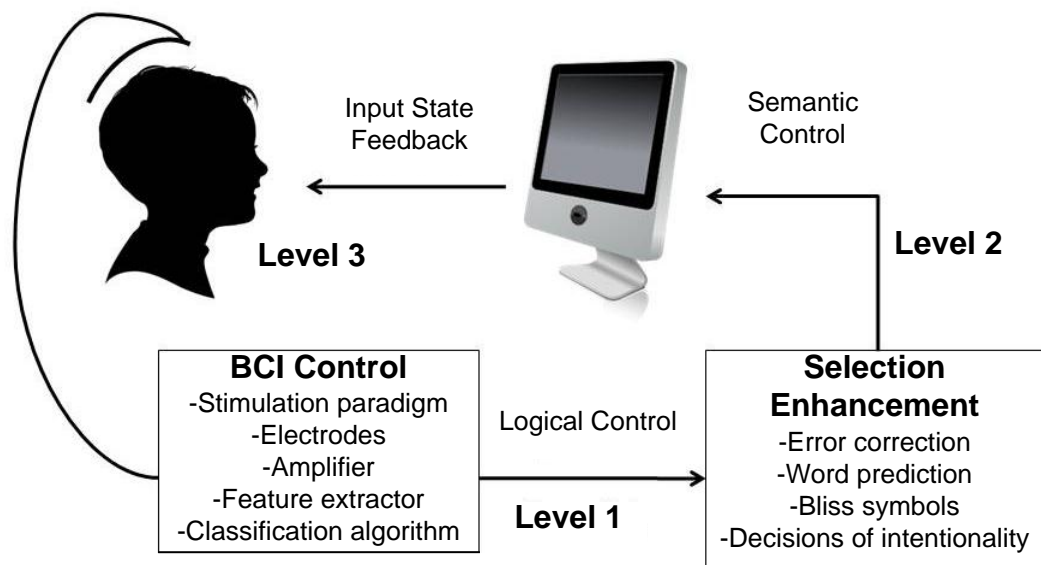 Input State
Feedback
Semantic
Control
Level 3
Level 2
BCI Control
-Stimulation paradigm
-Electrodes
-Amplifier
-Feature extractor
-Classification algorithm
Logical Control
Level 1
Selection
Enhancement
-Error correction
-Word prediction
-Bliss symbols
-Decisions of intentionality